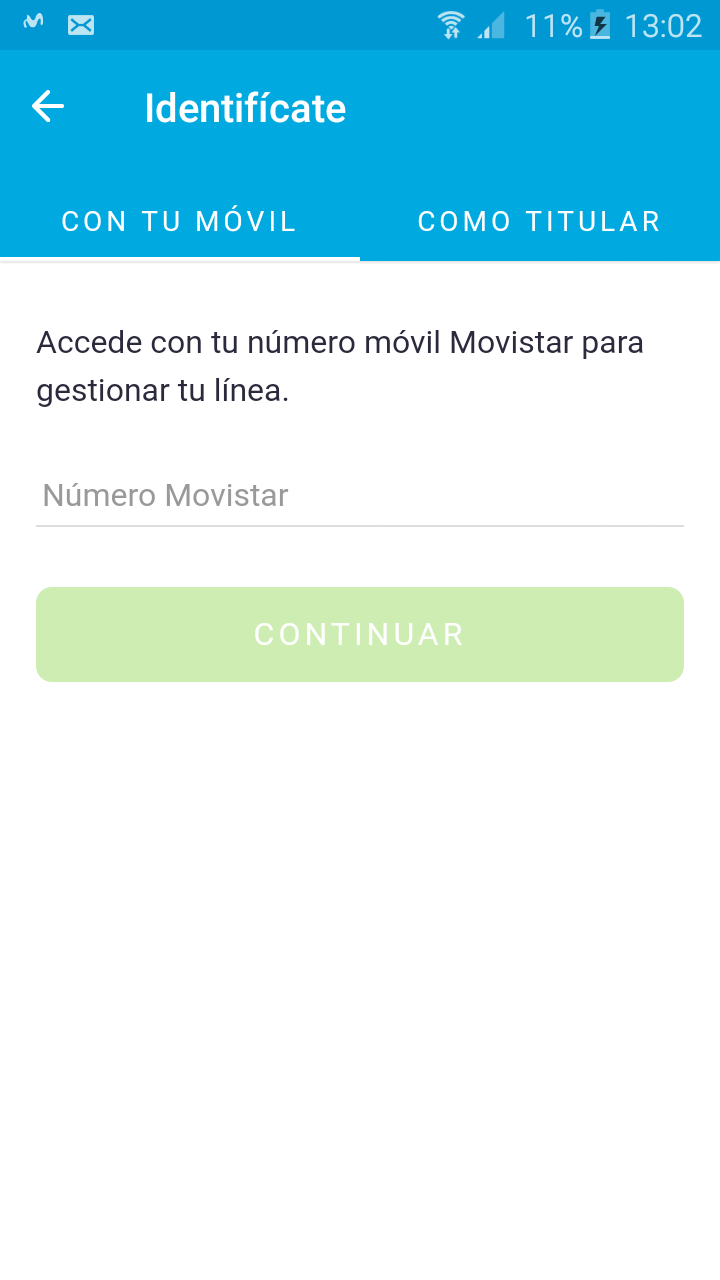 11% 13:02
Identifícate
CON TU MÓVIL COMO TITULAR
Accede con tu número móvil Movistar para
gestionar tu línea.
Número Movistar
CONTINUAR